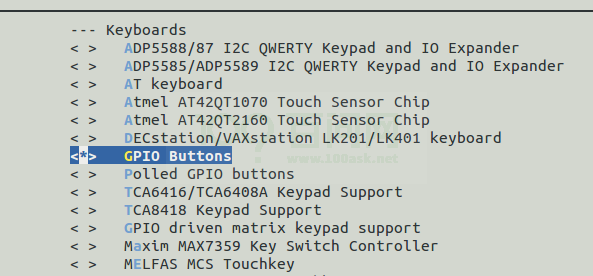 --- Keyboards
< > ADP5588/87 I2C QWERTY Keypad and IO Expander
< > ADP5585/ADP5589 I2C QWERTY Keypad and IO Expander
< > AT keyboard
< > Atmel AT42QT1070 Touch Sensor Chip
< > Atmel AT42QT2160 Touch Sensor Chip
< > DECstation/VAXstation LK201/LK401 keyboard
<*> GPIO Buttons
www.100ask.net
< > Polled GPIO buttons
< > TCA6416/TCA6408A Keypad Support
< > TCA8418 Keypad Support
< > GPIO driven matrix keypad support
< > Maxim MAX7359 Key Switch Controller
< > MELFAS MCS Touchkey